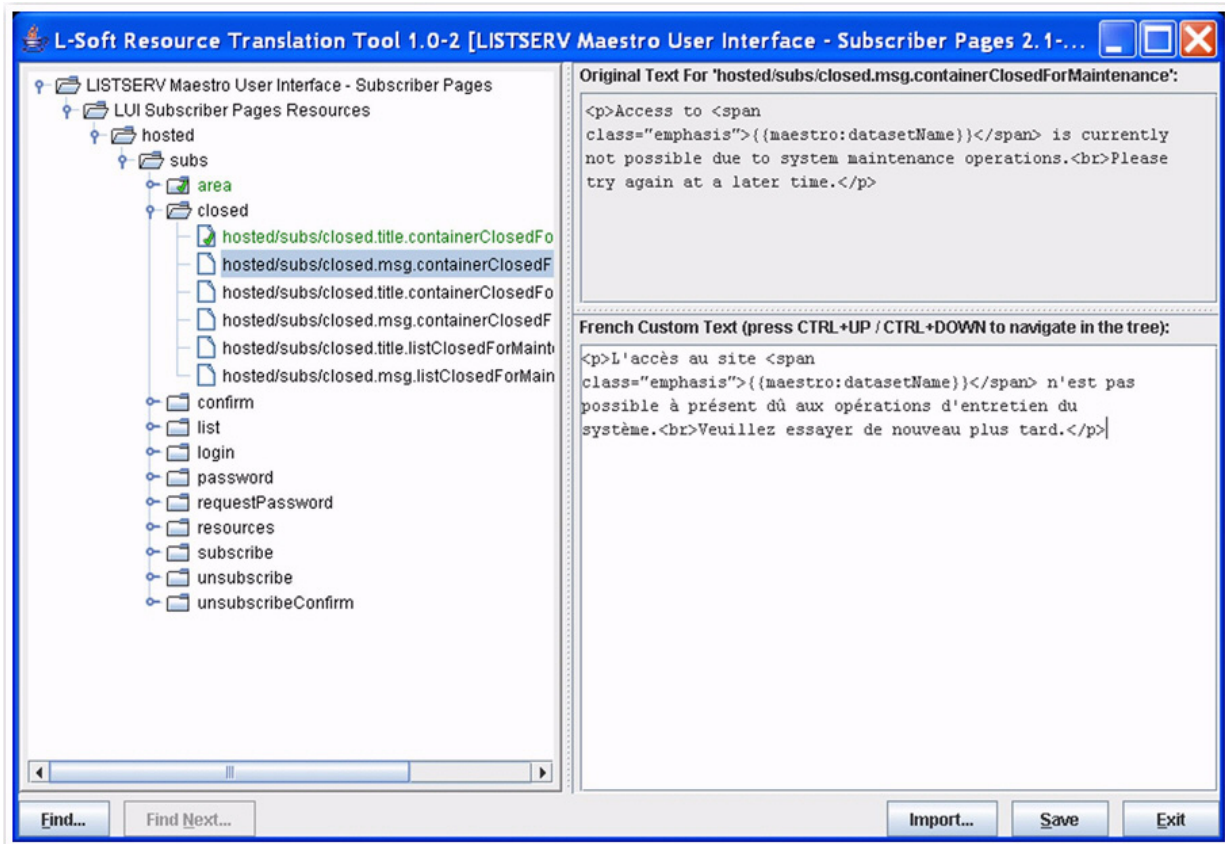 L-Soft Resource Translation Tool 1.0-2 [LISTSERV Maestro User Interface - Subscriber Pages 2.1-...
LISTSERV Maestro User Interface - Subscriber Pages
LUI Subscriber Pages Resources
hosted
subs
area
closed
hosted/subs/closed.title.containerClosedFo
hosted/subs/closed.msg.containerClosedF
hosted/subs/closed.title.containerClosedFo
hosted/subs/closed.msg.containerClosedF
hosted/subs/closed.title.listClosedForMainte
hosted/subs/closed.msg.listClosedForMain
confirm
list
login
password
requestPassword
resources
subscribe
unsubscribe
unsubscribeConfirm
Original Text For 'hosted/subs/closed.msg.containerClosedForMaintenance':
<p>Access to <span
class="emphasis">{{maestro:datasetName}}</span> is currently
not possible due to system maintenance operations.<br>Please
try again at a later time.</p>
French Custom Text (press CTRL+UP / CTRL+DOWN to navigate in the tree):
<p>L'accès au site <span
class="emphasis">{{maestro:datasetName}}</span> n'est pas
possible à présent dû aux opérations d'entretien du
système.<br>Veuillez essayer de nouveau plus tard.</p>
Find...
Find Next...
Import...
Save
Exit